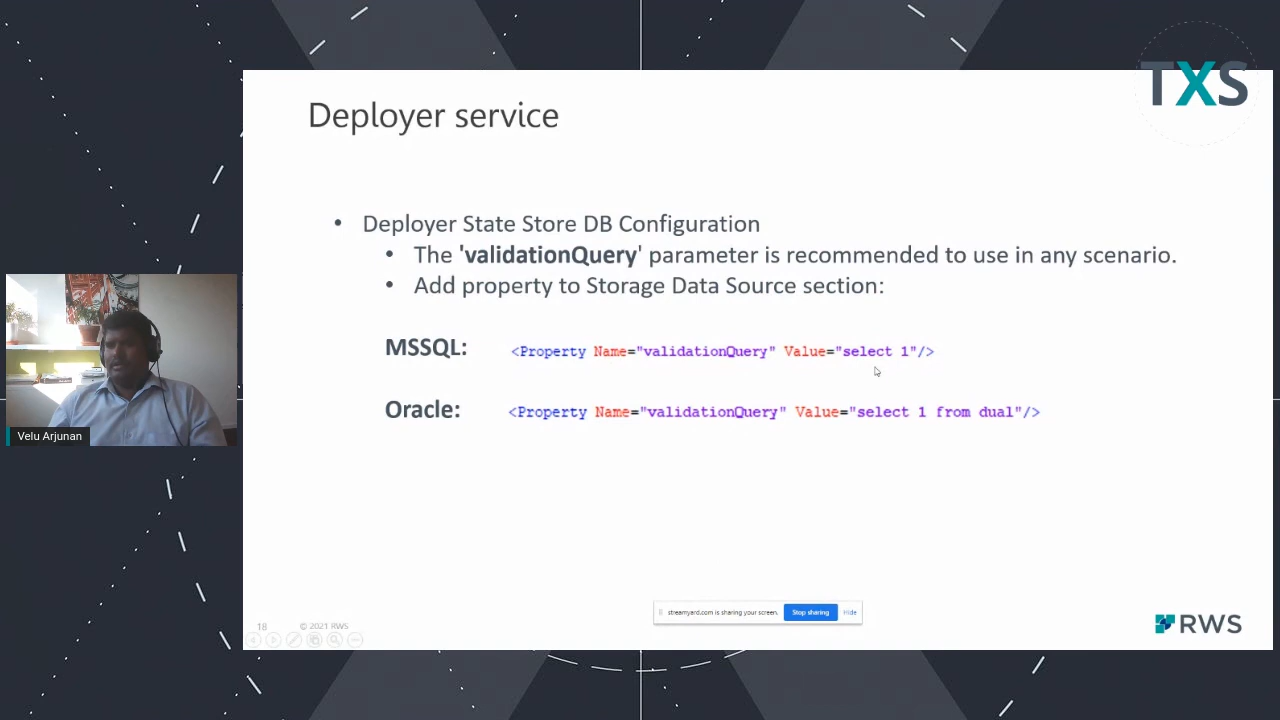 TXS
Deployer service
• Deployer State Store DB Configuration
• The 'validationQuery' parameter is recommended to use in any scenario.
• Add property to Storage Data Source section:
MSSQL: <Property Name="validationQuery" Value="select 1"/>
Oracle: <Property Name="validationQuery" Value="select 1 from dual"/>
Velu Arjunan
streamyard.com is sharing your screen. Stop sharing Hide
18 © 2021 RWS
RWS